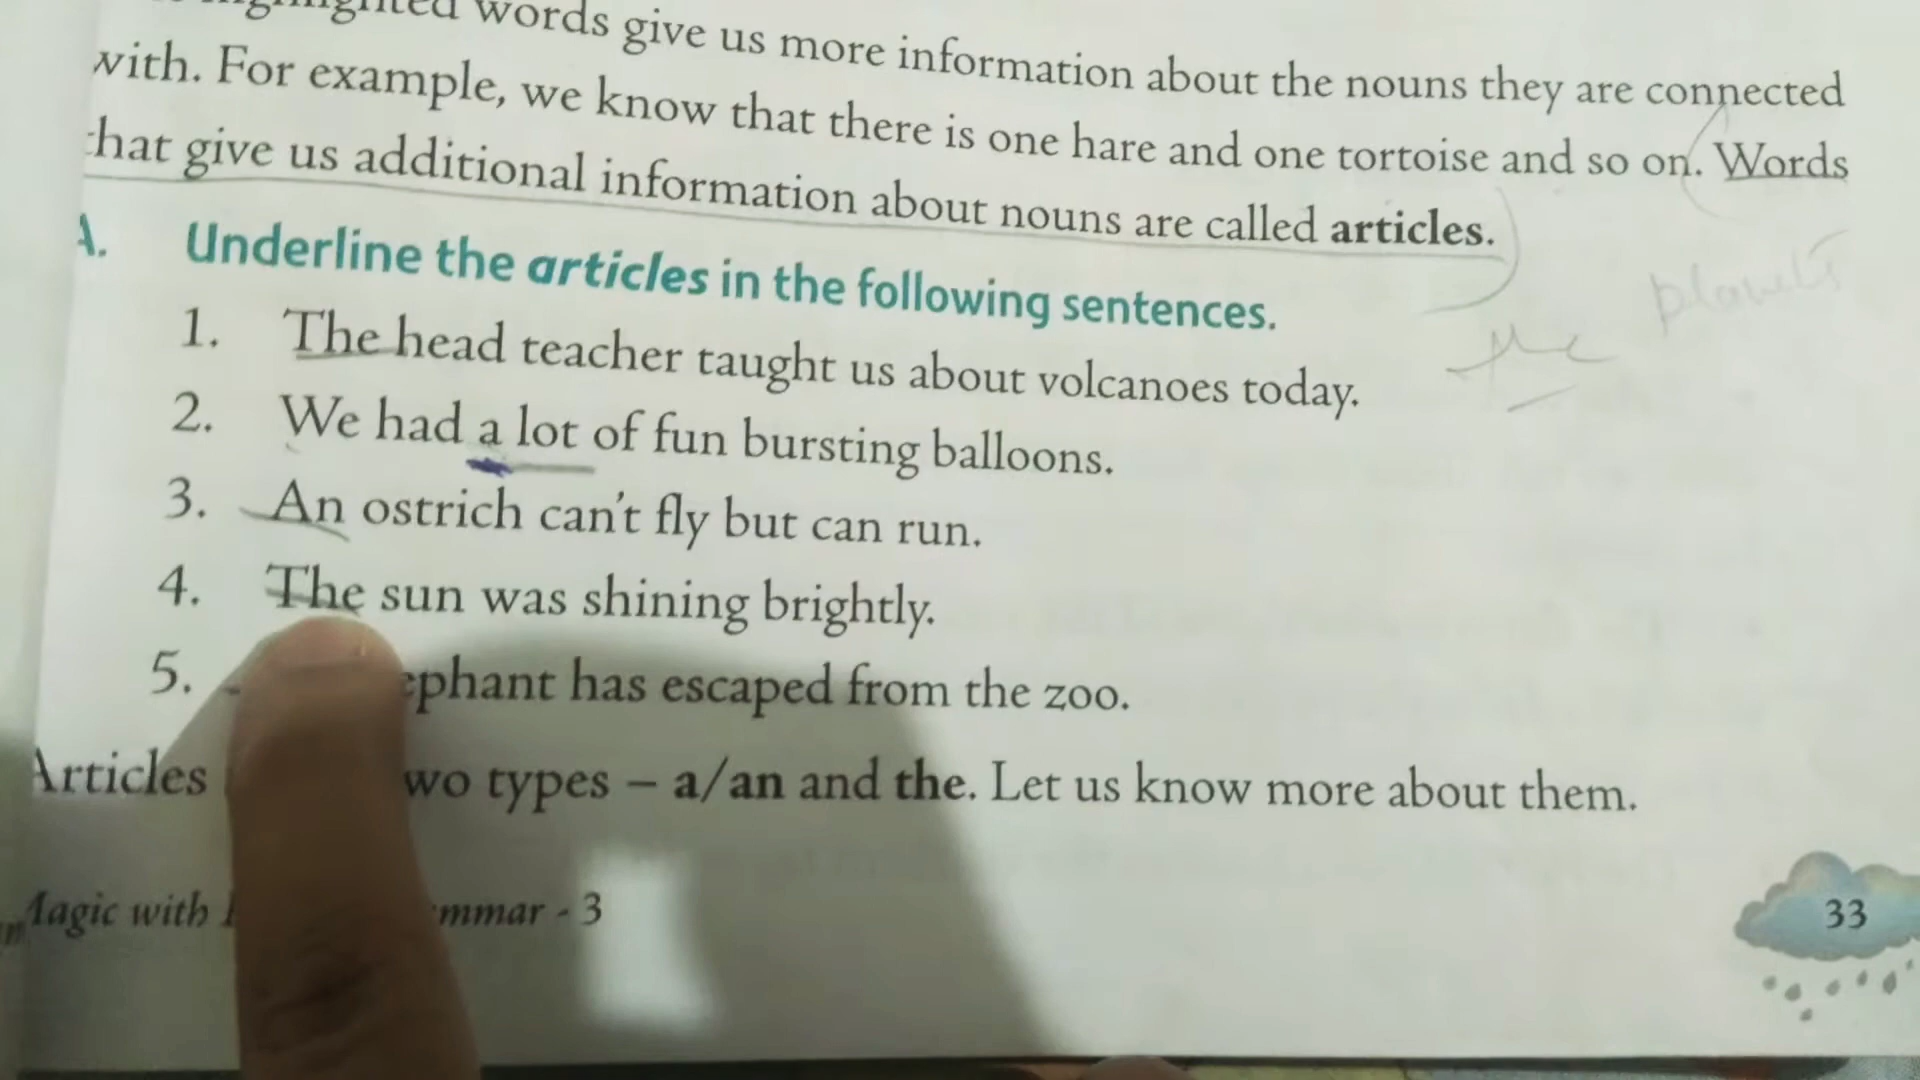 words give us more information about the nouns they are connected
with. For example, we know that there is one hare and one tortoise and so on. Words
that give us additional information about nouns are called articles.
A. Underline the articles in the following sentences.
1. The head teacher taught us about volcanoes today.
2. We had a lot of fun bursting balloons.
3. An ostrich can't fly but can run.
4. The sun was shining brightly.
5. ephant has escaped from the zoo.
Articles wo types – a/an and the. Let us know more about them.
Magic with mmar - 3
33
the
planets